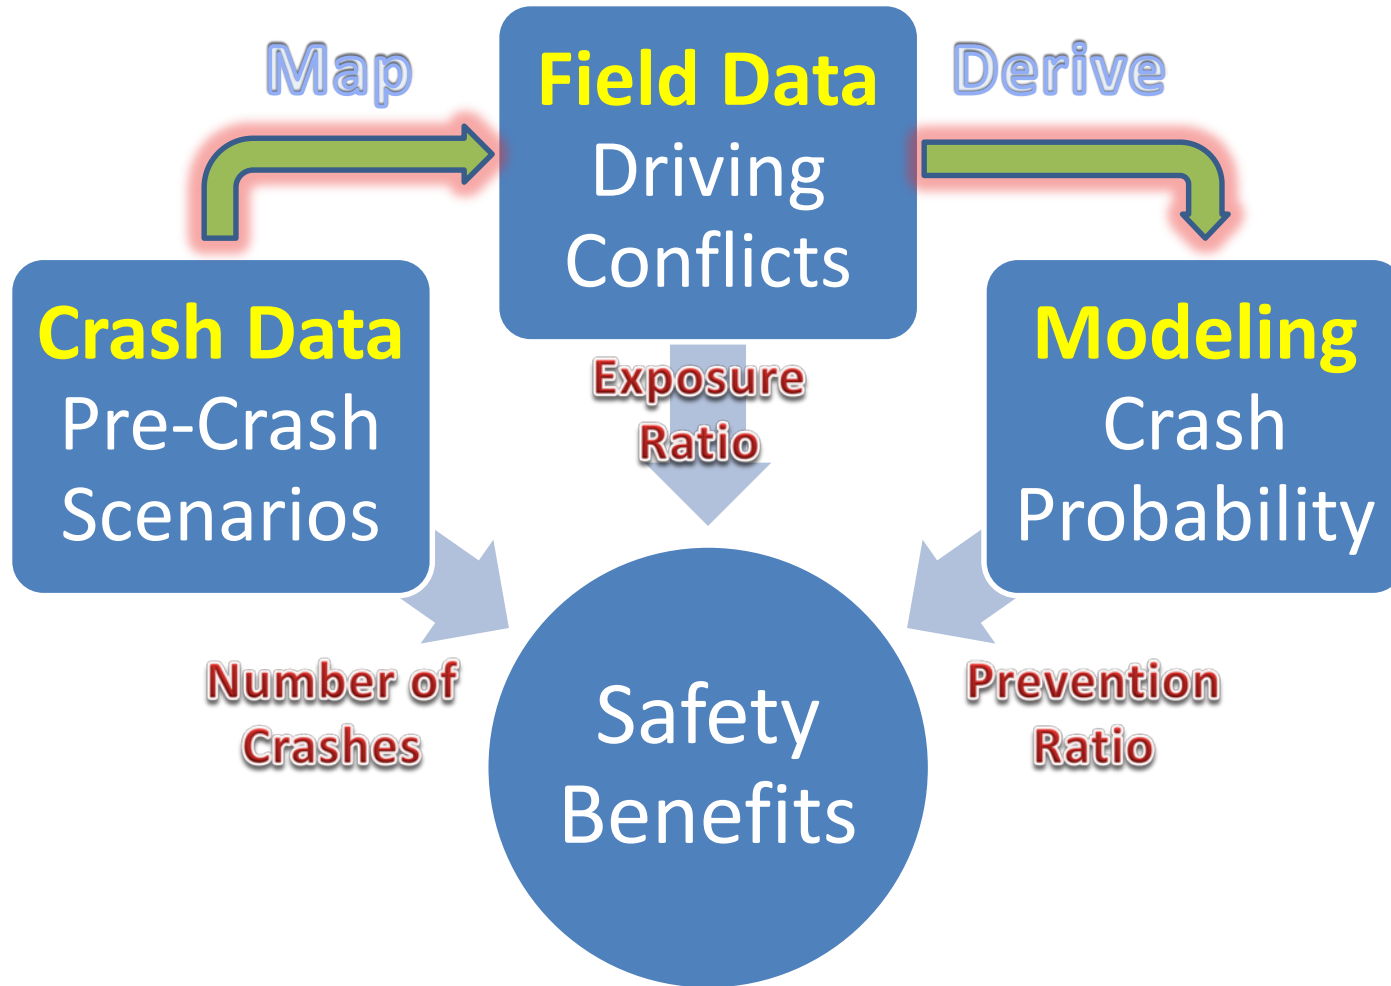 Map
Field Data
Driving
Conflicts
Derive
Crash Data
Pre-Crash
Scenarios
Exposure
Ratio
Modeling
Crash
Probability
Number of
Crashes
Safety
Benefits
Prevention
Ratio